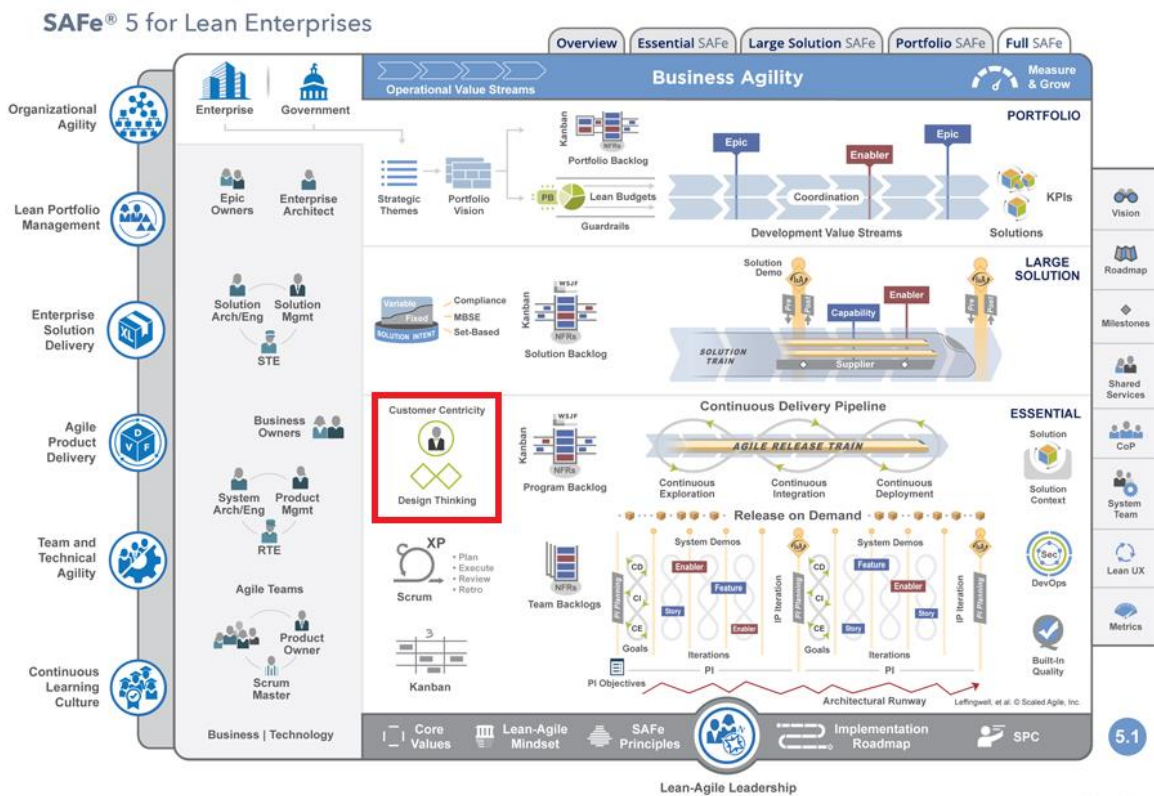 SAFe® 5 for Lean Enterprises
Overview
Essential SAFe
Large Solution SAFe
Portfolio SAFe
Full SAFe
Organizational
Agility
Lean Portfolio
Management
Enterprise
Solution
Delivery
Agile
Product
Delivery
D
V F
Team and
Technical
Agility
Continuous
Learning
Culture
XL
Enterprise
Government
Operational Value Streams
Business Agility
Measure
& Grow
PORTFOLIO
Epic
Owners
Enterprise
Architect
Strategic
Themes
Portfolio
Vision
Kanban
NFRs
Portfolio Backlog
PB
Lean Budgets
Guardrails
Epic
Enabler
Epic
Coordination
Development Value Streams
KPIs
Solutions
LARGE
SOLUTION
Solution
Arch/Eng
Solution
Mgmt
STE
Variable
Fixed
SOLUTION INTENT
Compliance
MBSE
Set-Based
WSJF
Kanban
NFRs
Solution Backlog
Solution
Demo
I&A
Pre
Post
Capability
Enabler
I&A
Pre
Post
SOLUTION
TRAIN
Supplier
ESSENTIAL
Business
Owners
System
Arch/Eng
Product
Mgmt
RTE
Agile Teams
Product
Owner
Scrum
Master
Business | Technology
Customer Centricity
Design Thinking
WSJF
Kanban
NFRs
Program Backlog
Continuous Delivery Pipeline
AGILE RELEASE TRAIN
Continuous
Exploration
Continuous
Integration
Continuous
Deployment
Release on Demand
XP
Scrum
• Plan
• Execute
• Review
• Retro
3
Kanban
NFRs
Team Backlogs
System Demos
System Demos
PI Planning
CD
CI
CE
Goals
Enabler
Story
Feature
Enabler
Iterations
IP Iteration
I&A
PI Planning
CD
CI
CE
Goals
Feature
Story
Enabler
Story
Iterations
IP Iteration
I&A
PI Planning
PI
PI
PI Objectives
Architectural Runway
Leffingwell, et al. © Scaled Agile, Inc.
Solution
Context
Sec
DevOps
Built-In
Quality
Vision
Roadmap
Milestones
Shared
Services
CoP
System
Team
Lean UX
Metrics
Core
Values
Lean-Agile
Mindset
SAFe
Principles
Implementation
Roadmap
SPC
5.1
Lean-Agile Leadership